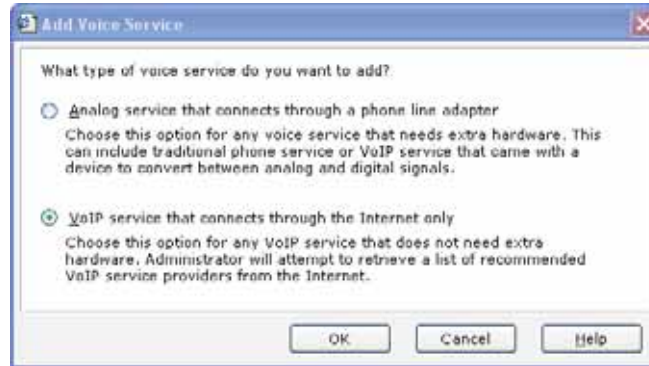 Add Voice Service
What type of voice service do you want to add?
Analog service that connects through a phone line adapter
Choose this option for any voice service that needs extra hardware. This
can include traditional phone service or VoIP service that came with a
device to convert between analog and digital signals.
VoIP service that connects through the Internet only
Choose this option for any VoIP service that does not need extra
hardware. Administrator will attempt to retrieve a list of recommended
VoIP service providers from the Internet.
OK Cancel Help